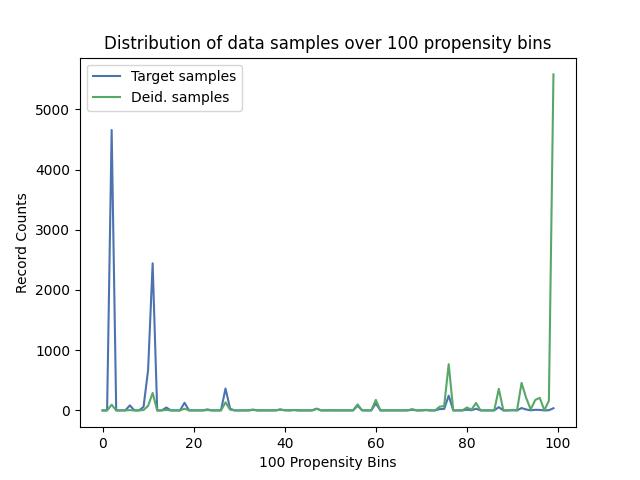 Distribution of data samples over 100 propensity bins
Target samples
Deid. samples
Record Counts
5000
4000
3000
2000
1000
0
0 20 40 60 80 100
100 Propensity Bins